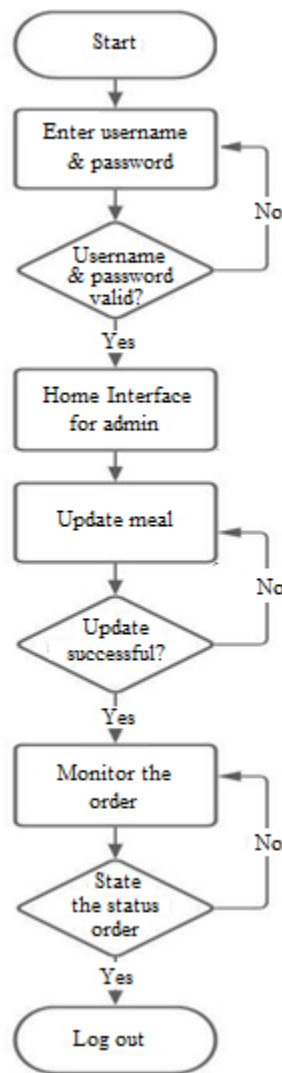 Start
Enter username
& password
No
Username
& password
valid?
Yes
Home Interface
for admin
Update meal
No
Update
successful?
Yes
Monitor the
order
No
State
the status
order
Yes
Log out